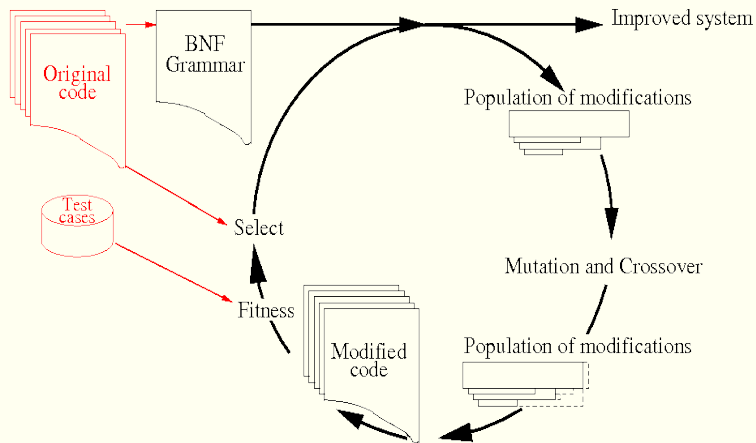 Improved system
BNF
Grammar
Original
code
Population of modifications
Test
cases
Select
Mutation and Crossover
Fitness
Population of modifications
Modified
code